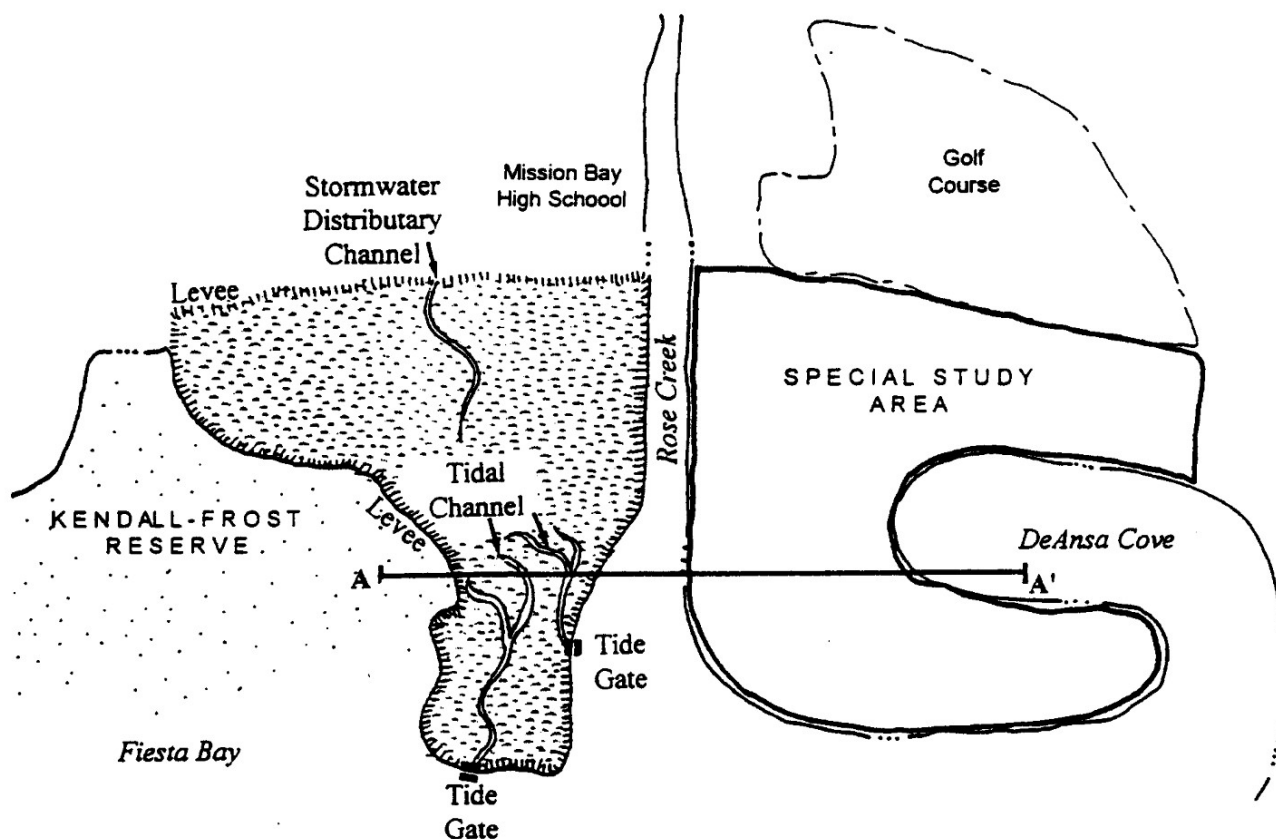 Golf
Course
Mission Bay
High Schoool
Stormwater
Distributary
Channel
Levee
Rose Creek
SPECIAL STUDY
AREA
Tidal
Channel
KENDALL-FROST
RESERVE
Levee
DeAnsa Cove
A
A'
Tide
Gate
Fiesta Bay
Tide
Gate